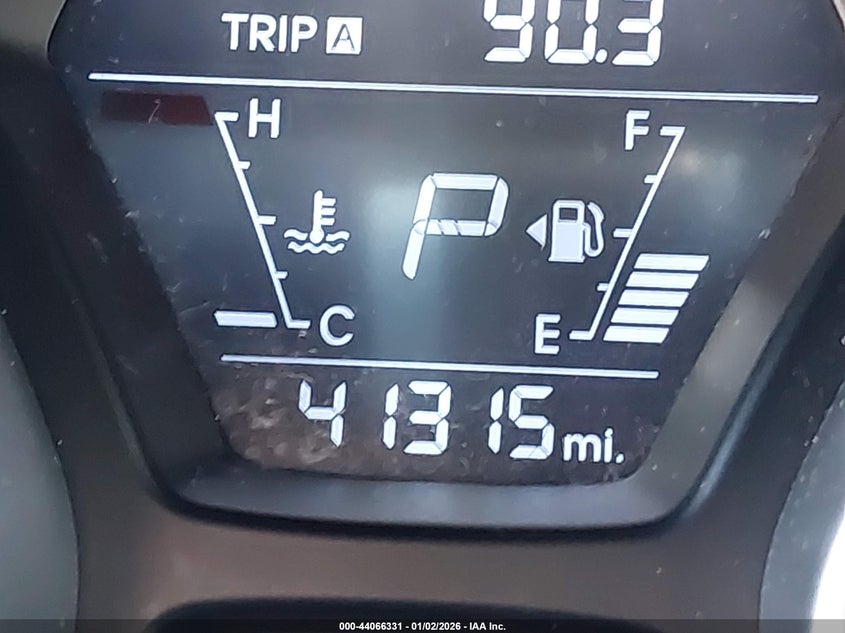 TRIP A 90.3
H F
P
C E
41315 mi.
000-44066331 - 01/02/2026 - IAA Inc.